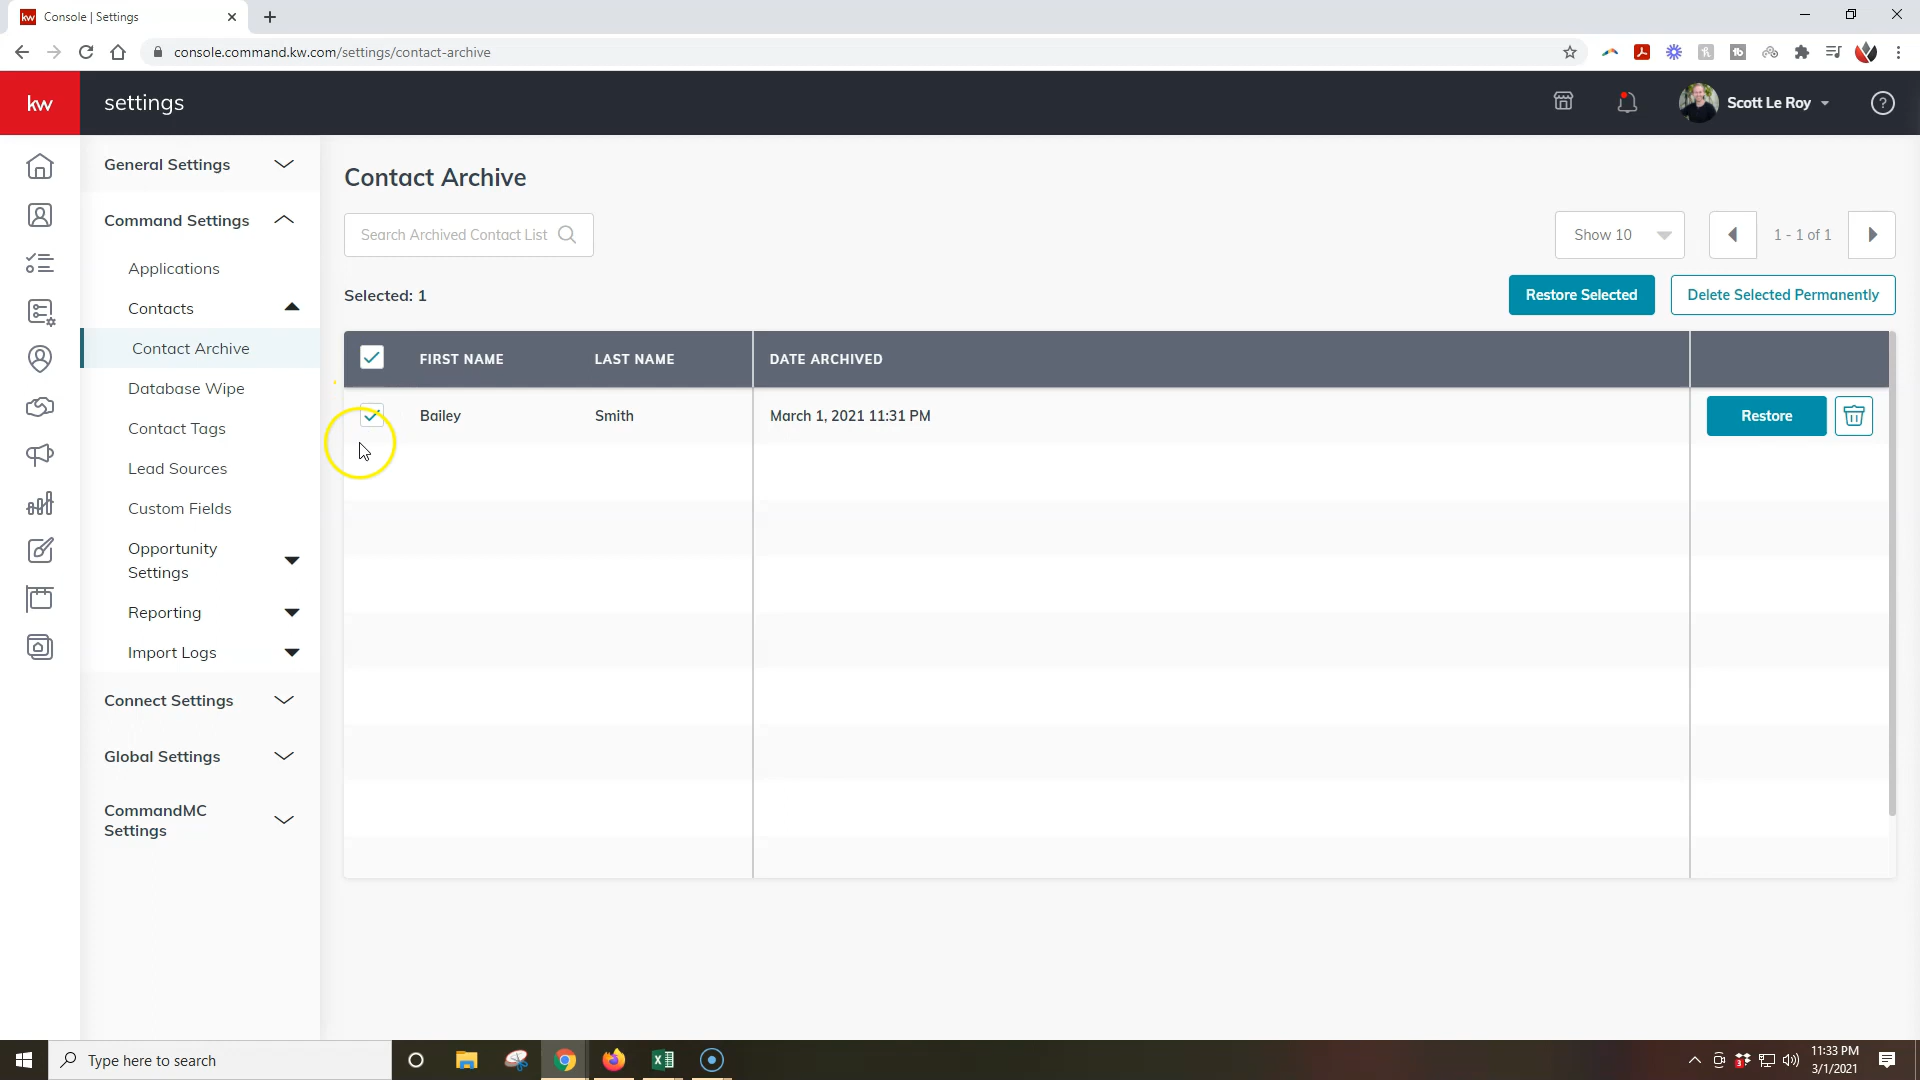 kw Console | Settings
console.command.kw.com/settings/contact-archive
kw settings
Scott Le Roy
General Settings
Command Settings
Applications
Contacts
Contact Archive
Database Wipe
Contact Tags
Lead Sources
Custom Fields
Opportunity
Settings
Reporting
Import Logs
Connect Settings
Global Settings
CommandMC
Settings
Contact Archive
Search Archived Contact List
Show 10
1 - 1 of 1
Selected: 1
Restore Selected
Delete Selected Permanently
FIRST NAME LAST NAME DATE ARCHIVED
Bailey Smith March 1, 2021 11:31 PM Restore
Type here to search
11:33 PM
3/1/2021